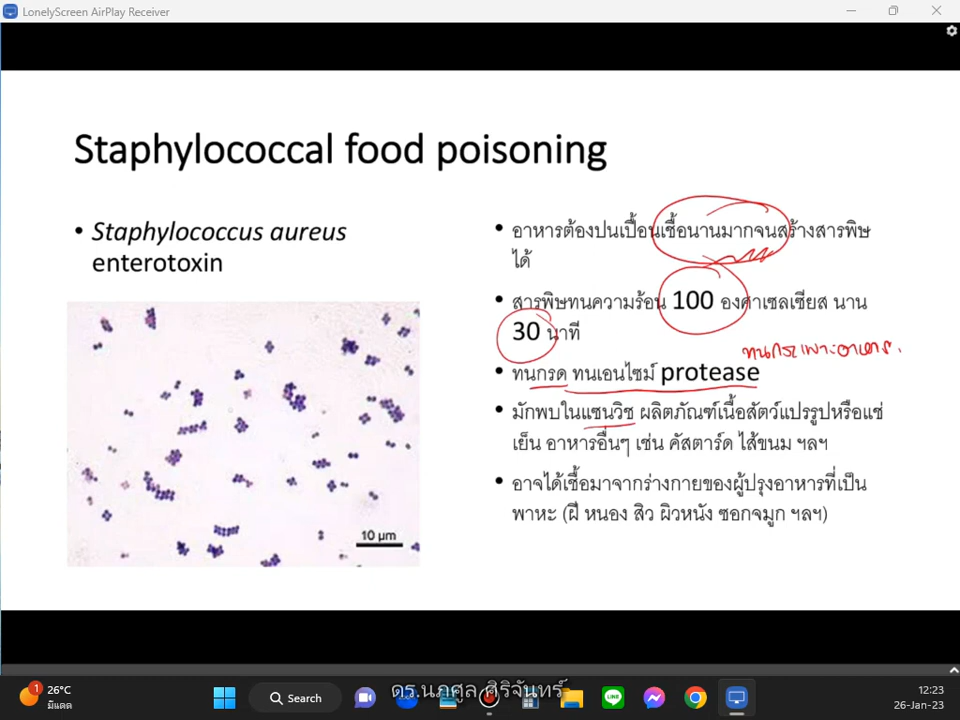 LonelyScreen AirPlay Receiver
Staphylococcal food poisoning
• Staphylococcus aureus
enterotoxin
10 µm
• อาหารต้องปนเปื้อนเชื้อนานมากจนสร้างสารพิษ
ได้
• สารพิษทนความร้อน 100 องศาเซลเซียส นาน
30 นาที
ทนกระเพาะอาหาร.
• ทนกรด ทนเอนไซม์ protease
• มักพบในแซนวิช ผลิตภัณฑ์เนื้อสัตว์แปรรูปหรือแช่
เย็น อาหารอื่นๆ เช่น คัสตาร์ด ไส้ขนม ฯลฯ
• อาจได้เชื้อมาจากร่างกายของผู้ปรุงอาหารที่เป็น
พาหะ (ฝี หนอง สิว ผิวหนัง ซอกจมูก ฯลฯ)
1
26°C
มีแดด
Search
ดร.นภศูล ศิริจันทร์
12:23
26-Jan-23